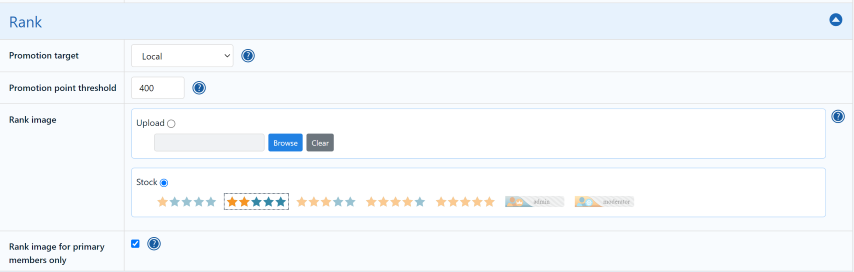 Rank
Promotion target
Local
?
Promotion point threshold
400
?
Rank image
?
Upload
Browse
Clear
Stock
admin
moderator
Rank image for primary
members only
?